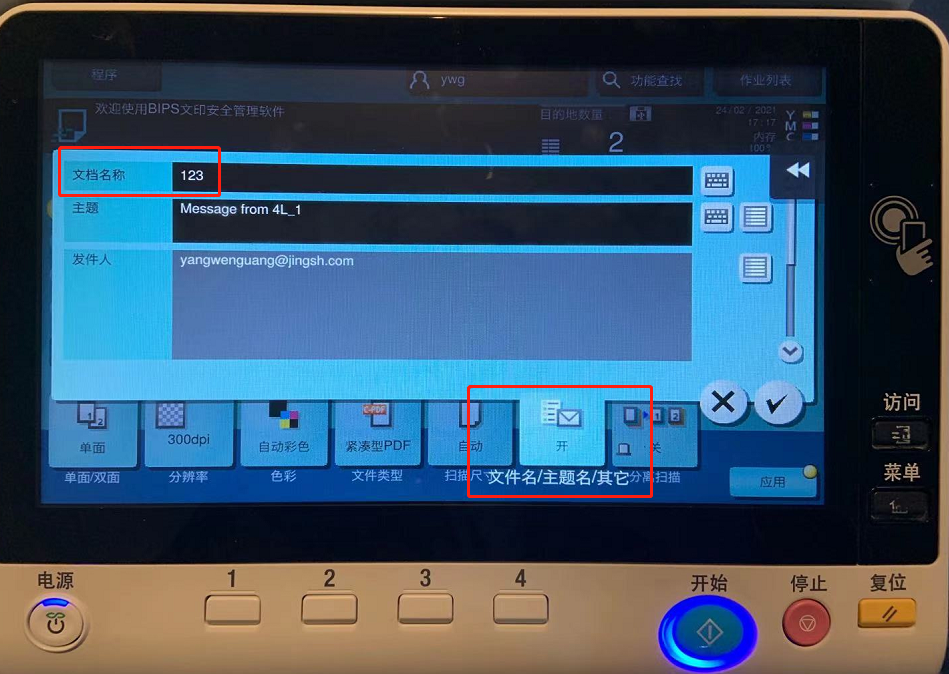 程序
ywg
功能查找
作业列表
欢迎使用BIPS文印安全管理软件
目的地数量
2
24/02/2021
17:17
内存
100%
Y
M
C
文档名称
123
主题
Message from 4L_1
发件人
yangwenguang@jingsh.com
单面
300dpi
自动彩色
C-PDF
紧凑型PDF
自动
开
关
单面/双面
分辨率
色彩
文件类型
扫描尺寸
文件名/主题名/其它
分离扫描
应用
访问
菜单
电源
1
2
3
4
开始
停止
复位